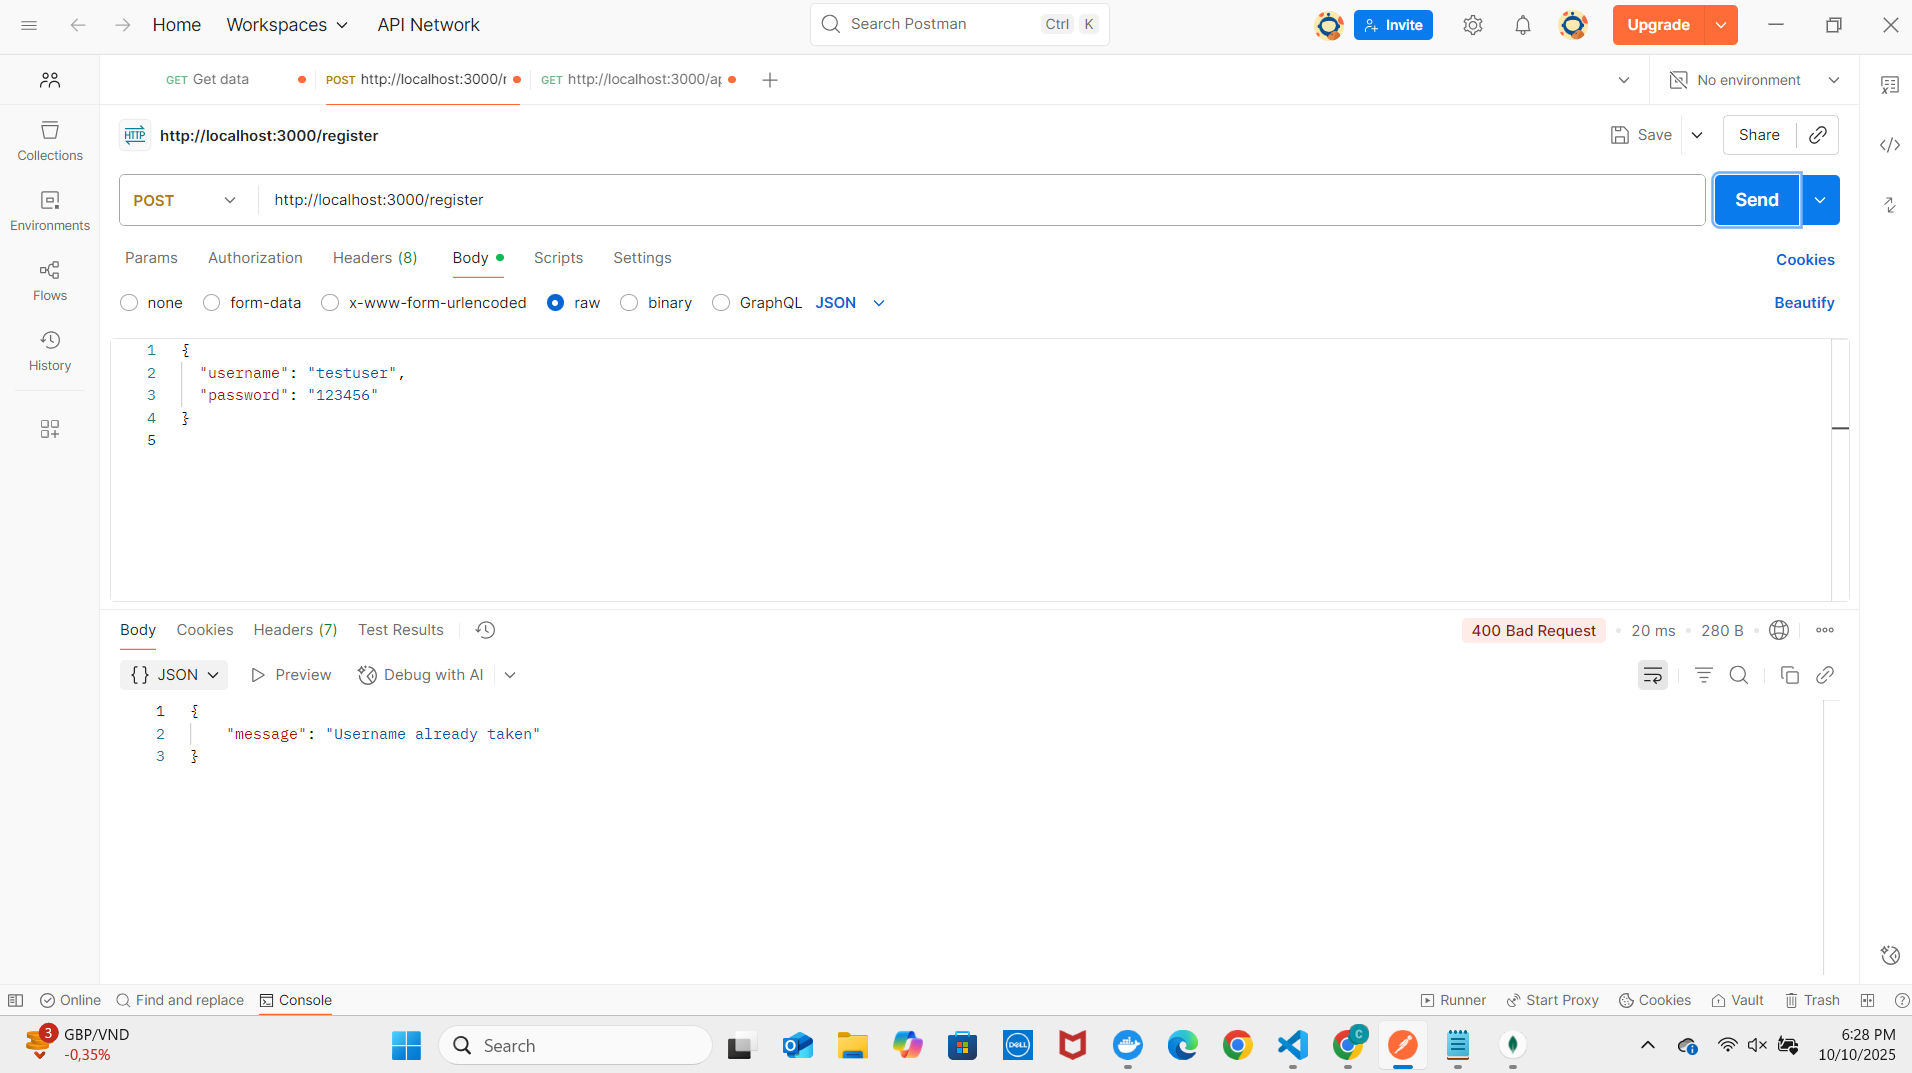 Home Workspaces API Network Search Postman Ctrl K Invite Upgrade
GET Get data POST http://localhost:3000/r GET http://localhost:3000/ap No environment
HTTP http://localhost:3000/register Save Share
Collections
POST http://localhost:3000/register Send
Environments
Params Authorization Headers (8) Body Scripts Settings Cookies
Flows
none form-data x-www-form-urlencoded raw binary GraphQL JSON Beautify
History
1 {
2 "username": "testuser",
3 "password": "123456"
4 }
5
Body Cookies Headers (7) Test Results 400 Bad Request 20 ms 280 B
{} JSON Preview Debug with AI
1 {
2 "message": "Username already taken"
3 }
Online Find and replace Console Runner Start Proxy Cookies Vault Trash
3 GBP/VND
-0,35%
Search
DELL
C
6:28 PM
10/10/2025